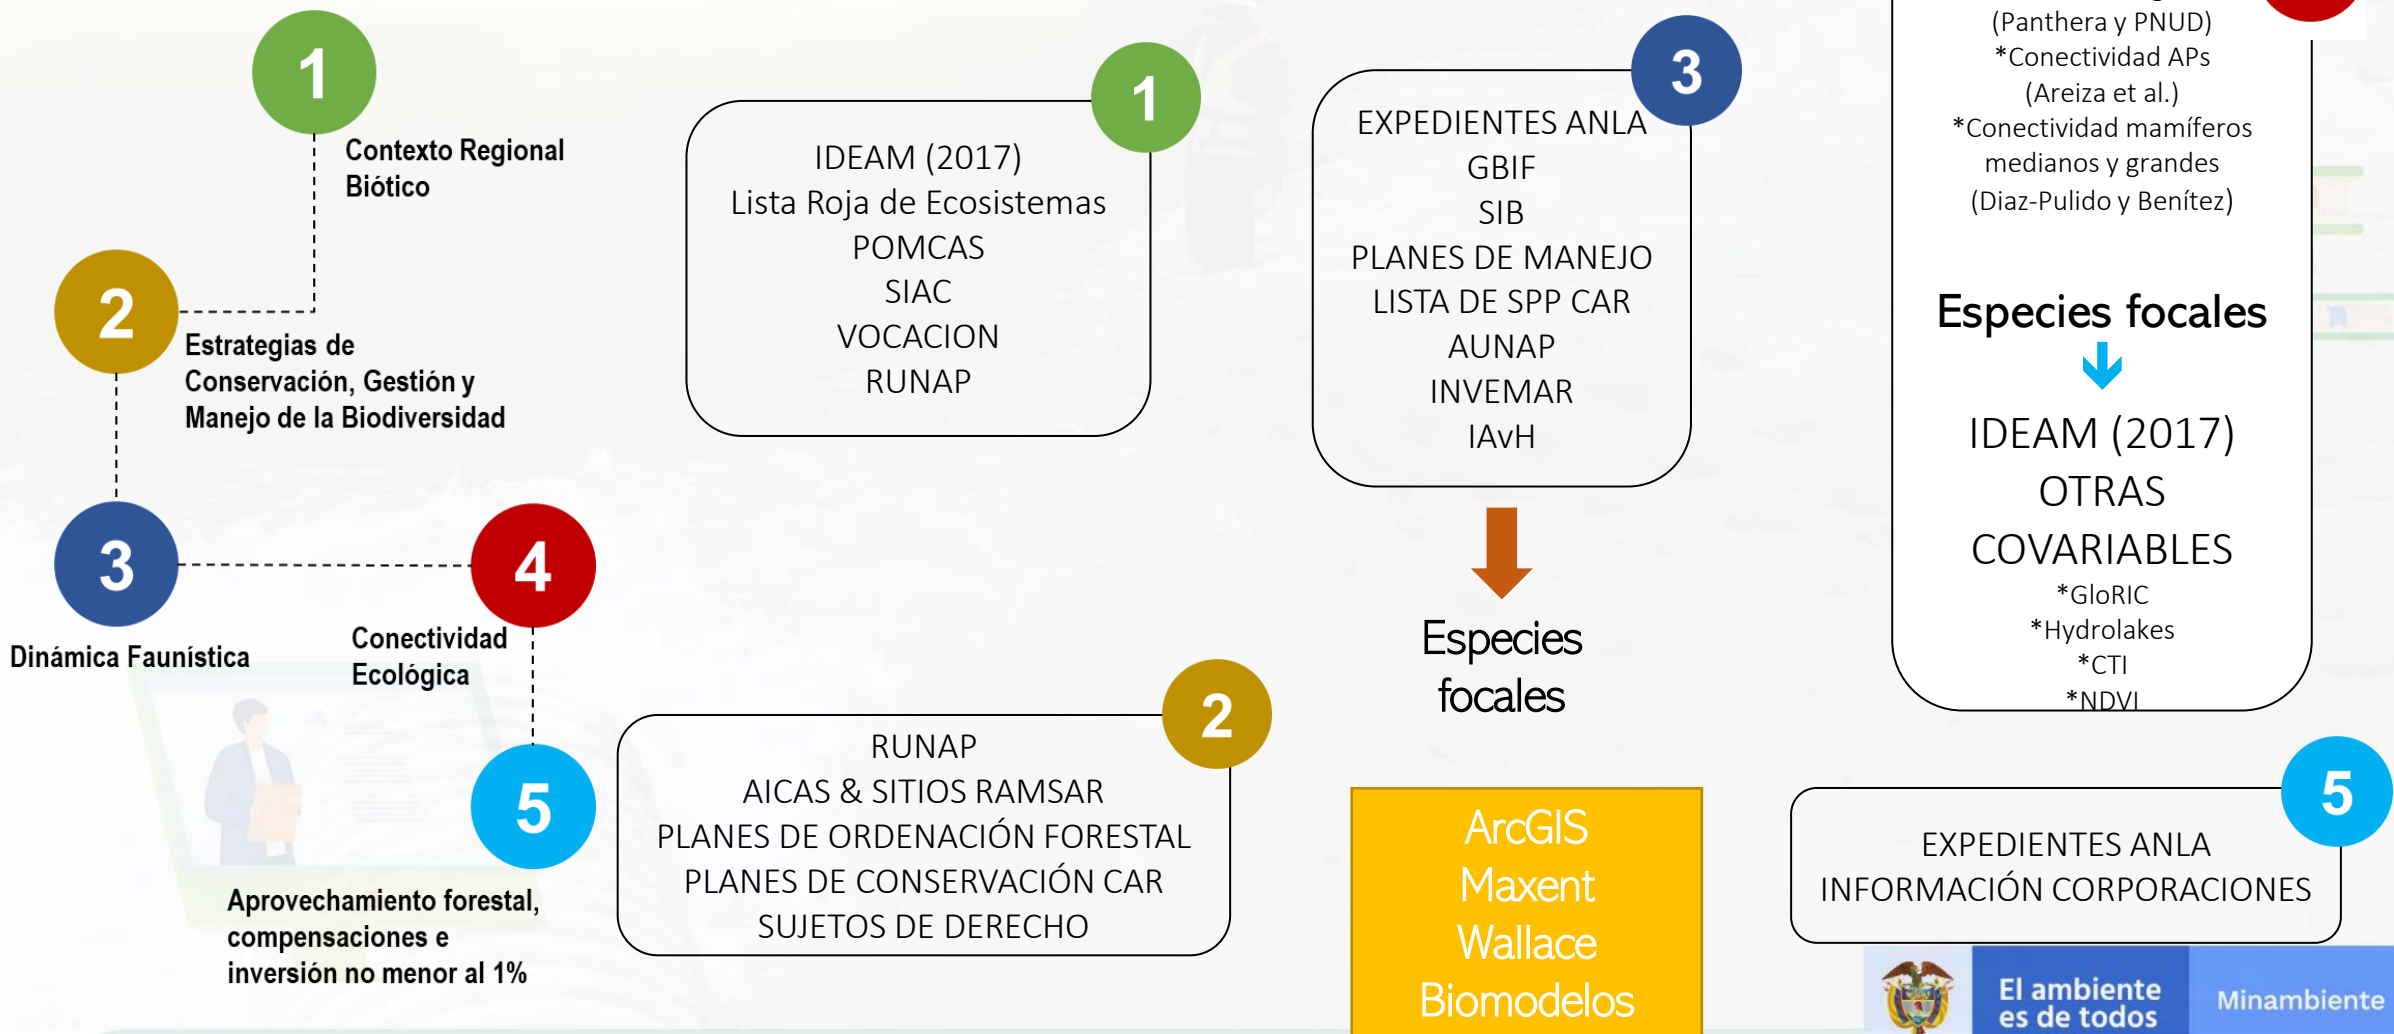 1
Contexto Regional
Biótico
2
Estrategias de
Conservación, Gestión y
Manejo de la Biodiversidad
3
Dinámica Faunística
4
Conectividad
Ecológica
5
Aprovechamiento forestal,
compensaciones e
inversión no menor al 1%
1
IDEAM (2017)
Lista Roja de Ecosistemas
POMCAS
SIAC
VOCACION
RUNAP
2
RUNAP
AICAS & SITIOS RAMSAR
PLANES DE ORDENACIÓN FORESTAL
PLANES DE CONSERVACIÓN CAR
SUJETOS DE DERECHO
3
EXPEDIENTES ANLA
GBIF
SIB
PLANES DE MANEJO
LISTA DE SPP CAR
AUNAP
INVEMAR
IAvH
Especies
focales
ArcGIS
Maxent
Wallace
Biomodelos
(Panthera y PNUD)
*Conectividad APs
(Areiza et al.)
*Conectividad mamíferos
medianos y grandes
(Diaz-Pulido y Benítez)
Especies focales
IDEAM (2017)
OTRAS
COVARIABLES
*GloRIC
*Hydrolakes
*CTI
*NDVI
5
EXPEDIENTES ANLA
INFORMACIÓN CORPORACIONES
El ambiente
es de todos
Minambiente